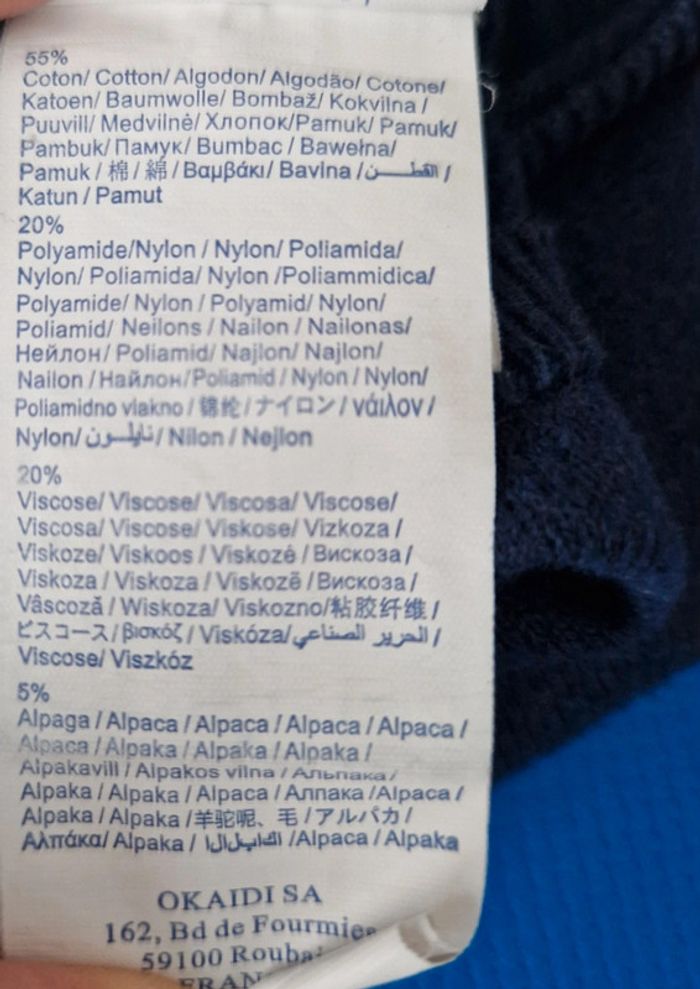 55%
Coton/ Cotton/ Algodon/ Algodão/ Cotone/
Katoen/ Baumwolle/ Bombaž/ Kokvilna /
Puuvill/ Medvilnė/ Хлопок/Pamuk/ Pamuk/
Pambuk/ Памук/ Bumbac / Bawełna/
Pamuk / 棉 / 綿 / Βαμβάκι/ Bavlna /القطن /
Katun / Pamut
20%
Polyamide/Nylon / Nylon/ Poliamida/
Nylon/ Poliamida/ Nylon /Poliammidica/
Polyamide/ Nylon / Polyamid/ Nylon/
Poliamid/ Neilons / Nailon / Nailonas/
Нейлон/ Poliamid/ Najlon/ Najlon/
Nailon /Найлон/Poliamid / Nylon / Nylon/
Poliamidno vlakno / 锦纶 / ナイロン / νάιλον /
Nylon/ نايلون / Nilon / Nejlon
20%
Viscose/ Viscose/ Viscosa/ Viscose/
Viscosa/ Viscose/ Viskose/ Vizkoza /
Viskoze/ Viskoos / Viskozė / Вискоза /
Viskoza / Viskoza / Viskozë / Вискоза /
Vâscoză / Wiskoza/ Viskozno/粘胶纤维 /
ビスコース / βισκόζ / Viskóza/ الحرير الصناعي /
Viscose/ Viszkóz
5%
Alpaga / Alpaca / Alpaca / Alpaca / Alpaca /
Alpaca / Alpaka / Alpaka / Alpaka /
Alpakavill / Alpakos vilna / Альпака /
Alpaka / Alpaka / Alpaca / Алпака /Alpaca /
Alpaka / Alpaka /羊驼呢、毛 / アルパカ /
Αλπάκα/ Alpaka / /Alpaca / Alpaka
OKAIDI SA
162, Bd de Fourmies
59100 Roubai
FRAN